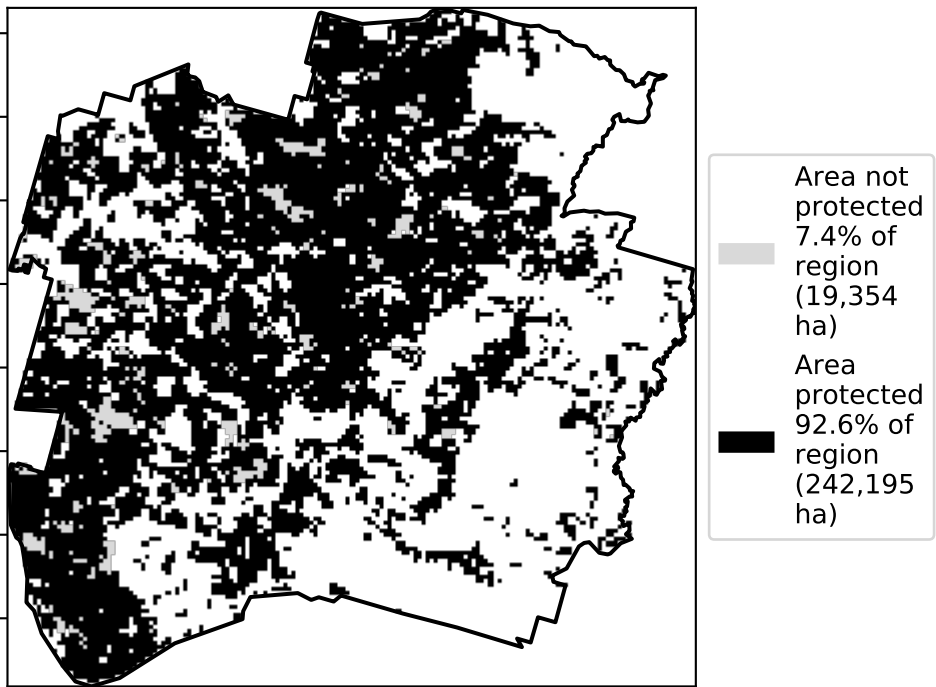 Area not
protected
7.4% of
region
(19,354
ha)
Area
protected
92.6% of
region
(242,195
ha)